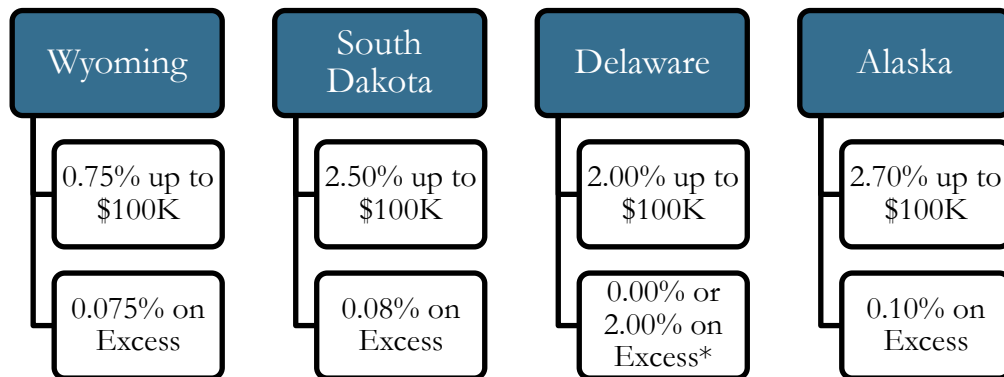 Wyoming
0.75% up to
$100K
0.075% on
Excess
South
Dakota
2.50% up to
$100K
0.08% on
Excess
Delaware
2.00% up to
$100K
0.00% or
2.00% on
Excess*
Alaska
2.70% up to
$100K
0.10% on
Excess